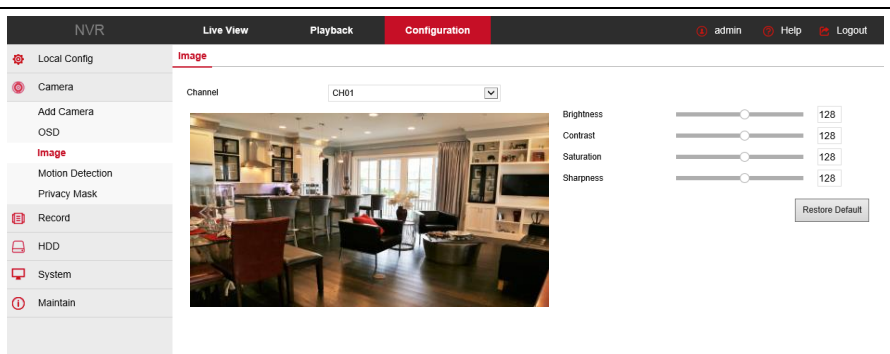 NVR Live View Playback Configuration admin Help Logout
Local Config
Camera
Add Camera
OSD
Image
Motion Detection
Privacy Mask
Record
HDD
System
Maintain
Image
Channel CH01
Brightness 128
Contrast 128
Saturation 128
Sharpness 128
Restore Default